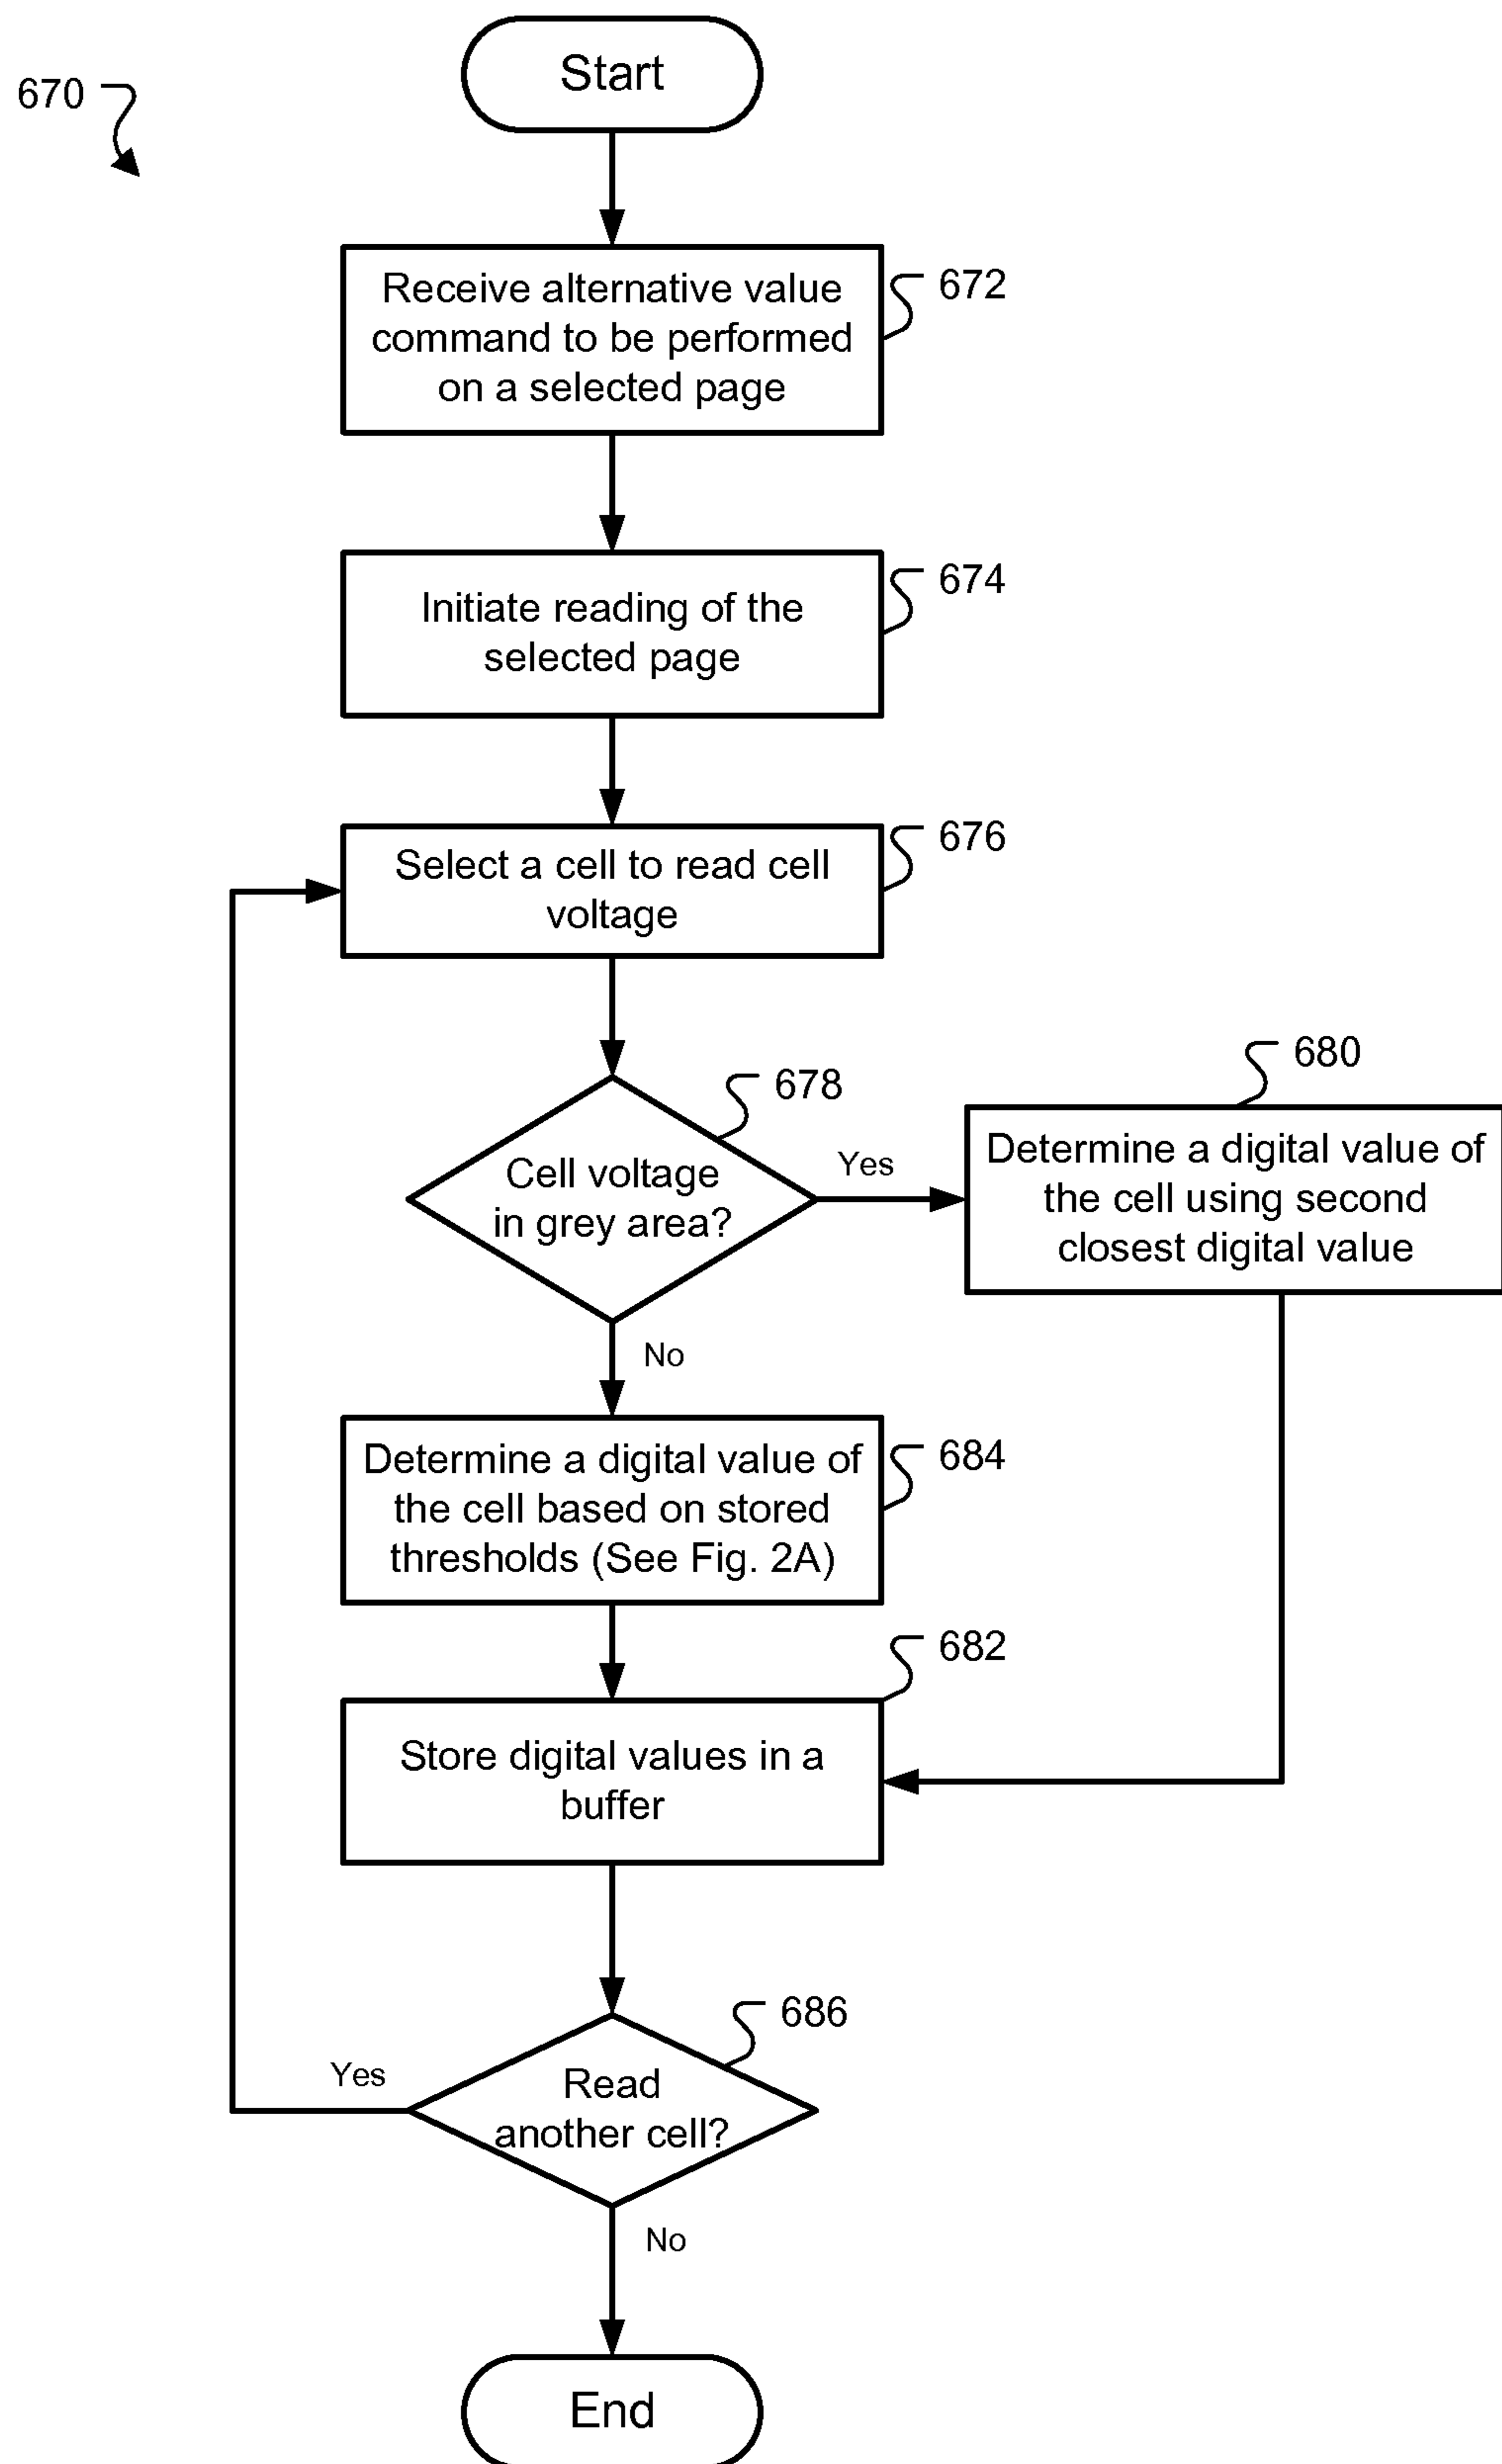 Start
670
Receive alternative value
command to be performed
on a selected page
672
Initiate reading of the
selected page
674
Select a cell to read cell
voltage
676
Cell voltage
in grey area?
678
Yes
No
680
Determine a digital value of
the cell using second
closest digital value
Determine a digital value of
the cell based on stored
thresholds (See Fig. 2A)
684
682
Store digital values in a
buffer
686
Read
another cell?
Yes
No
End